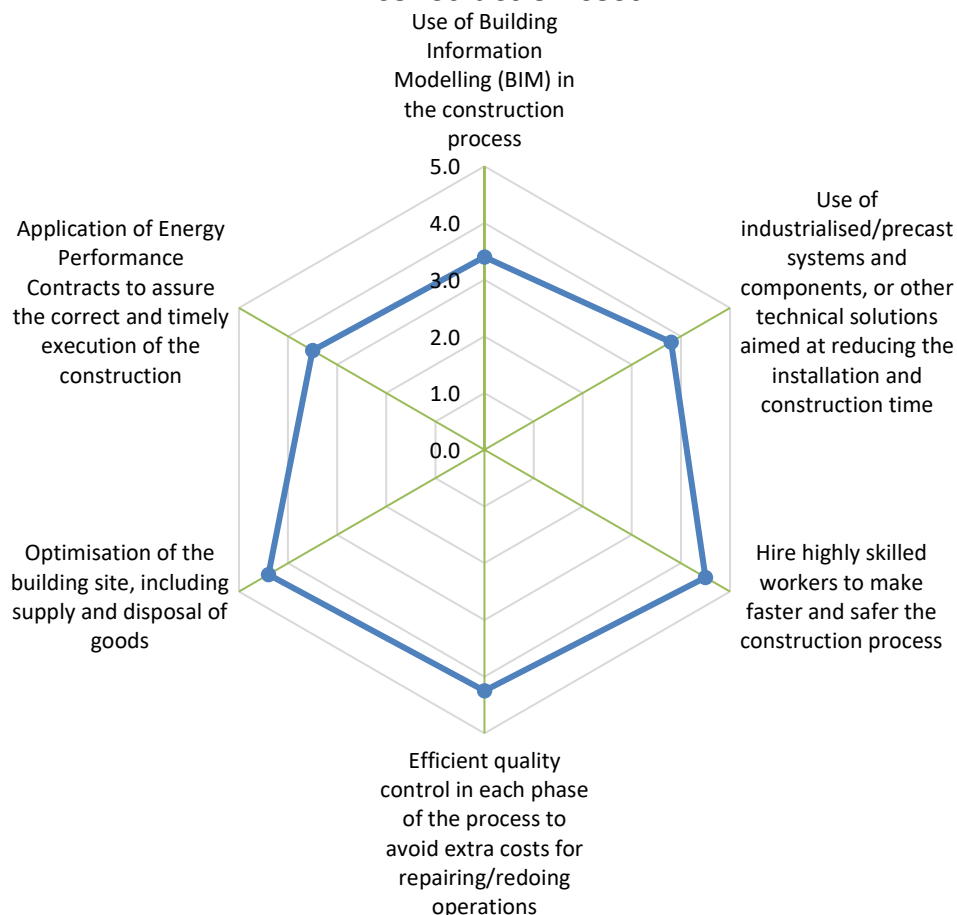 Use of Building
Information
Modelling (BIM) in
the construction
process
5.0
4.0
3.0
2.0
1.0
0.0
Use of
industrialised/precast
systems and
components, or other
technical solutions
aimed at reducing the
installation and
construction time
Hire highly skilled
workers to make
faster and safer the
construction process
Efficient quality
control in each phase
of the process to
avoid extra costs for
repairing/redoing
operations
Optimisation of the
building site, including
supply and disposal of
goods
Application of Energy
Performance
Contracts to assure
the correct and timely
execution of the
construction